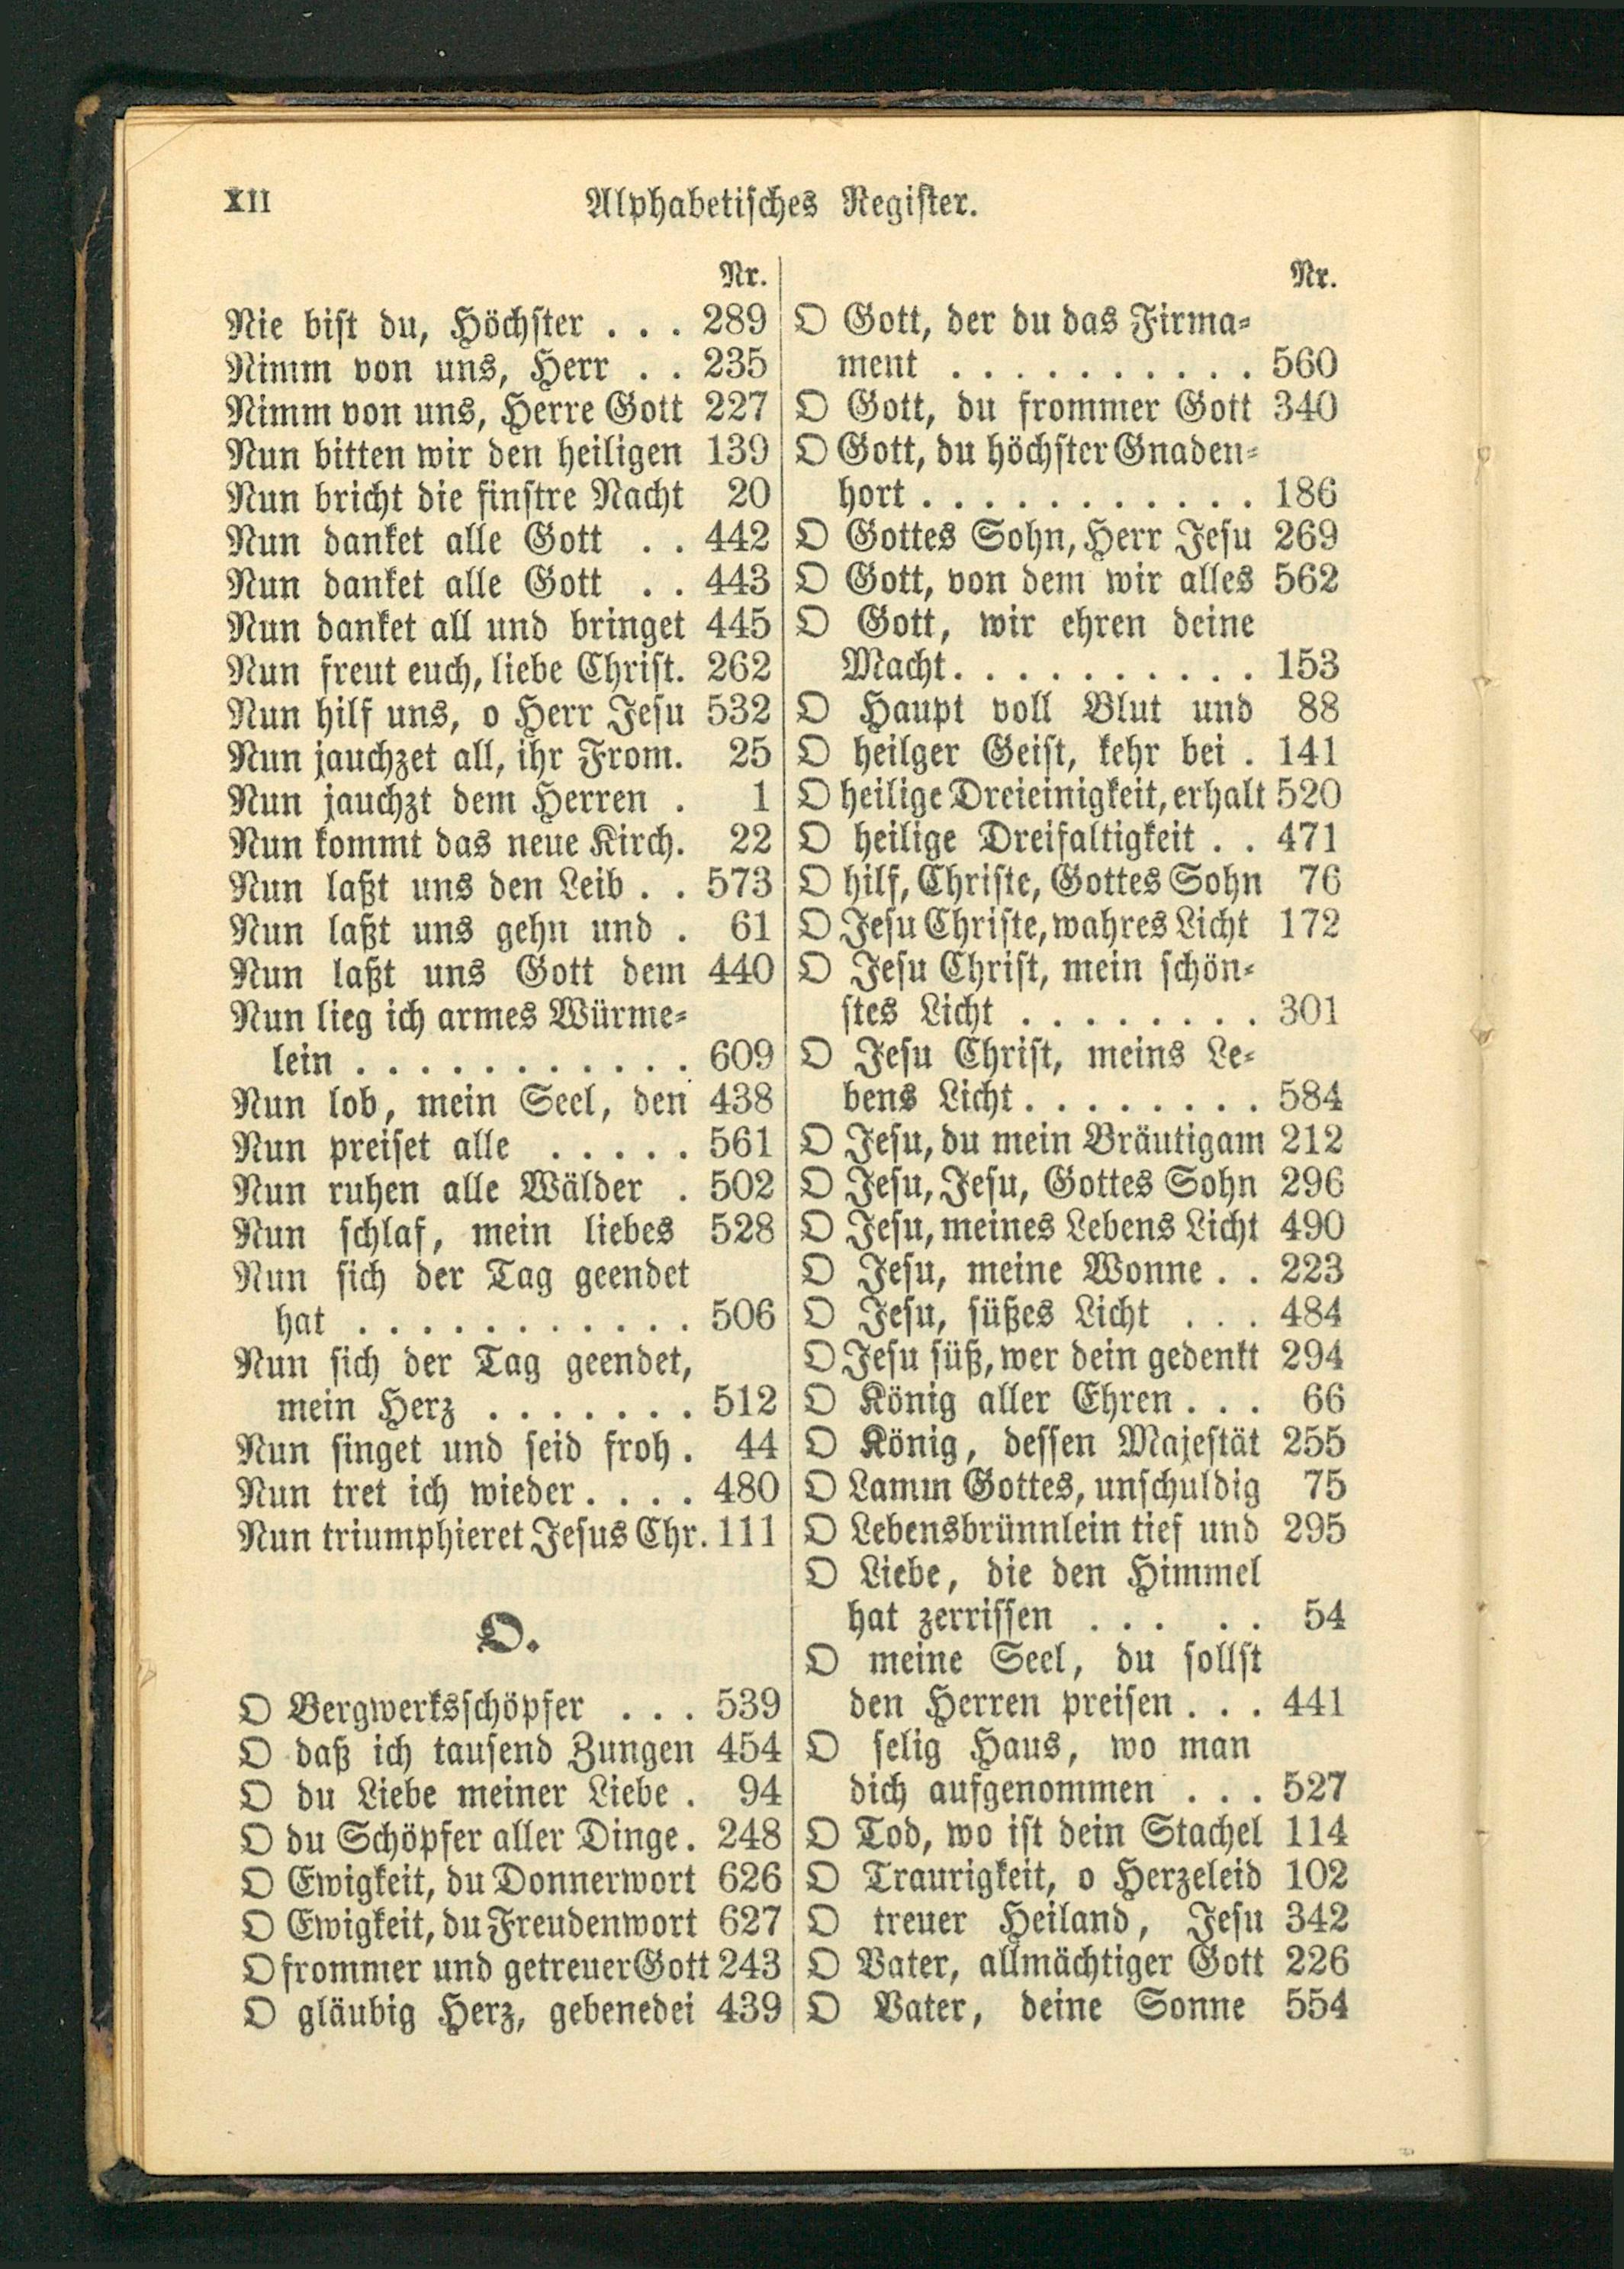 XII
Alphabetisches Register.
Nr.
Nie bist du, Höchster . . . 289
Nimm von uns, Herr . . 235
Nimm von uns, Herre Gott 227
Nun bitten wir den heiligen 139
Nun bricht die finstre Nacht 20
Nun danket alle Gott . . 442
Nun danket alle Gott . . 443
Nun danket all und bringet 445
Nun freut euch, liebe Christ. 262
Nun hilf uns, o Herr Jesu 532
Nun jauchzet all, ihr From. 25
Nun jauchzt dem Herren . 1
Nun kommt das neue Kirch. 22
Nun laßt uns den Leib . . 573
Nun laßt uns gehn und . 61
Nun laßt uns Gott dem 440
Nun lieg ich armes Würme-
lein . . . . . . . . . . . 609
Nun lob, mein Seel, den 438
Nun preiset alle . . . . . 561
Nun ruhen alle Wälder . 502
Nun schlaf, mein liebes 528
Nun sich der Tag geendet
hat . . . . . . . . . . . 506
Nun sich der Tag geendet,
mein Herz . . . . . . . 512
Nun singet und seid froh . 44
Nun tret ich wieder . . . . 480
Nun triumphieret Jesus Chr. 111
O.
O Bergwerksschöpfer . . . 539
O daß ich tausend Zungen 454
O du Liebe meiner Liebe . 94
O du Schöpfer aller Dinge . 248
O Ewigkeit, du Donnerwort 626
O Ewigkeit, du Freudenwort 627
O frommer und getreuer Gott 243
O gläubig Herz, gebenedei 439
Nr.
O Gott, der du das Firma-
ment . . . . . . . . . . 560
O Gott, du frommer Gott 340
O Gott, du höchster Gnaden-
hort . . . . . . . . . . . 186
O Gottes Sohn, Herr Jesu 269
O Gott, von dem wir alles 562
O Gott, wir ehren deine
Macht . . . . . . . . . . 153
O Haupt voll Blut und 88
O heilger Geist, kehr bei . 141
O heilige Dreieinigkeit, erhalt 520
O heilige Dreifaltigkeit . . 471
O hilf, Christe, Gottes Sohn 76
O Jesu Christe, wahres Licht 172
O Jesu Christ, mein schön-
stes Licht . . . . . . . . 301
O Jesu Christ, meins Le-
bens Licht . . . . . . . . 584
O Jesu, du mein Bräutigam 212
O Jesu, Jesu, Gottes Sohn 296
O Jesu, meines Lebens Licht 490
O Jesu, meine Wonne . . 223
O Jesu, süßes Licht . . . 484
O Jesu süß, wer dein gedenkt 294
O König aller Ehren . . . 66
O König, dessen Majestät 255
O Lamm Gottes, unschuldig 75
O Lebensbrünnlein tief und 295
O Liebe, die den Himmel
hat zerrissen . . . . . 54
O meine Seel, du sollst
den Herren preisen . . . 441
O selig Haus, wo man
dich aufgenommen . . . 527
O Tod, wo ist dein Stachel 114
O Traurigkeit, o Herzeleid 102
O treuer Heiland, Jesu 342
O Vater, allmächtiger Gott 226
O Vater, deine Sonne 554